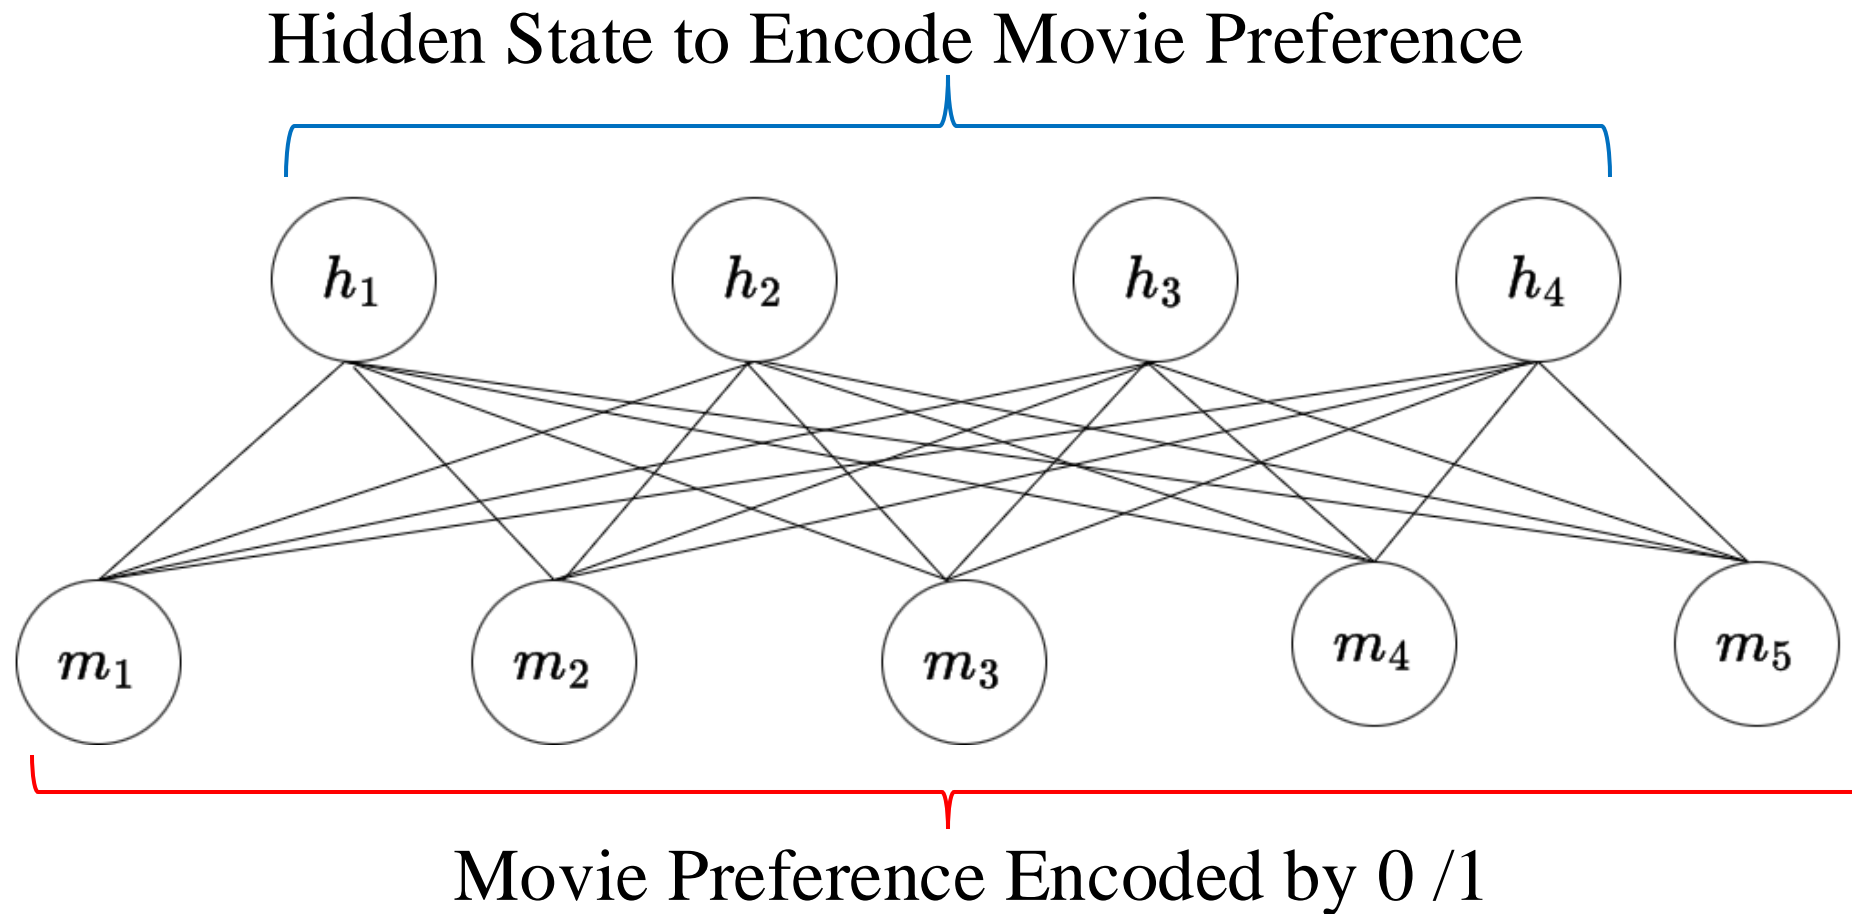 Hidden State to Encode Movie Preference
h₁ h₂ h₃ h₄
m₁ m₂ m₃ m₄ m₅
Movie Preference Encoded by 0 /1